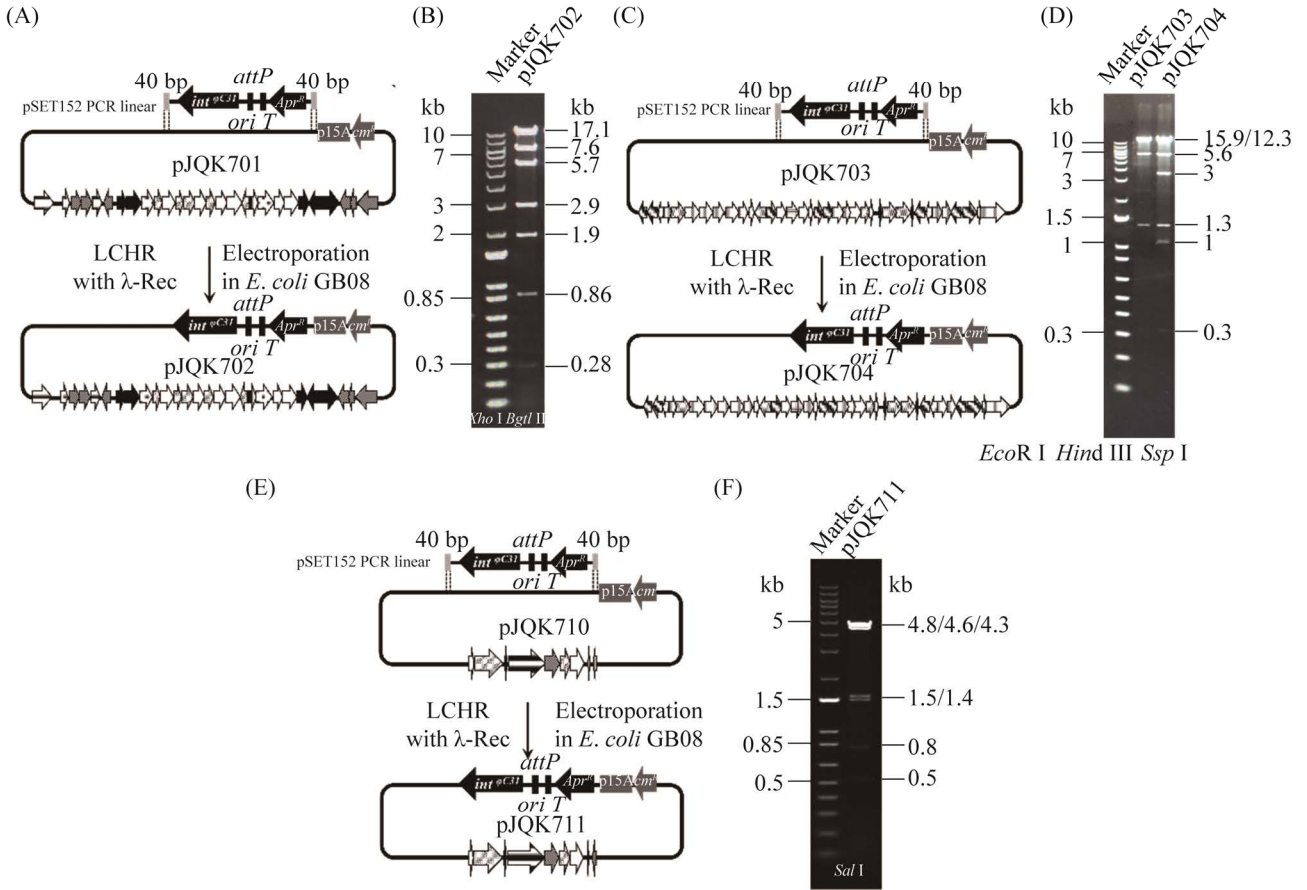 (A)
40 bp
attP
40 bp
pSET152 PCR linear
int φC31
Apr R
ori T
p15A
cm r
pJQK701
LCHR
with λ-Rec
Electroporation
in E. coli GB08
attP
int φC31
Apr R
p15A
cm r
ori T
pJQK702
(B)
Marker
pJQK702
kb
kb
10
7
3
2
0.85
0.3
17.1
7.6
5.7
2.9
1.9
0.86
0.28
Xho I Bgtl II
(C)
40 bp
attP
40 bp
pSET152 PCR linear
int φC31
Apr R
ori T
p15A
cm r
pJQK703
LCHR
with λ-Rec
Electroporation
in E. coli GB08
attP
int φC31
Apr R
p15A
cm r
ori T
pJQK704
(D)
Marker
pJQK703
pJQK704
kb
kb
10
7
3
1.5
1
0.3
15.9/12.3
5.6
3
1.3
1
0.3
EcoR I Hind III Ssp I
(E)
40 bp
attP
40 bp
pSET152 PCR linear
int φC31
Apr R
ori T
p15A
cm r
pJQK710
LCHR
with λ-Rec
Electroporation
in E. coli GB08
attP
int φC31
Apr R
p15A
cm r
ori T
pJQK711
(F)
Marker
pJQK711
kb
kb
5
1.5
0.85
0.5
4.8/4.6/4.3
1.5/1.4
0.8
0.5
Sal I